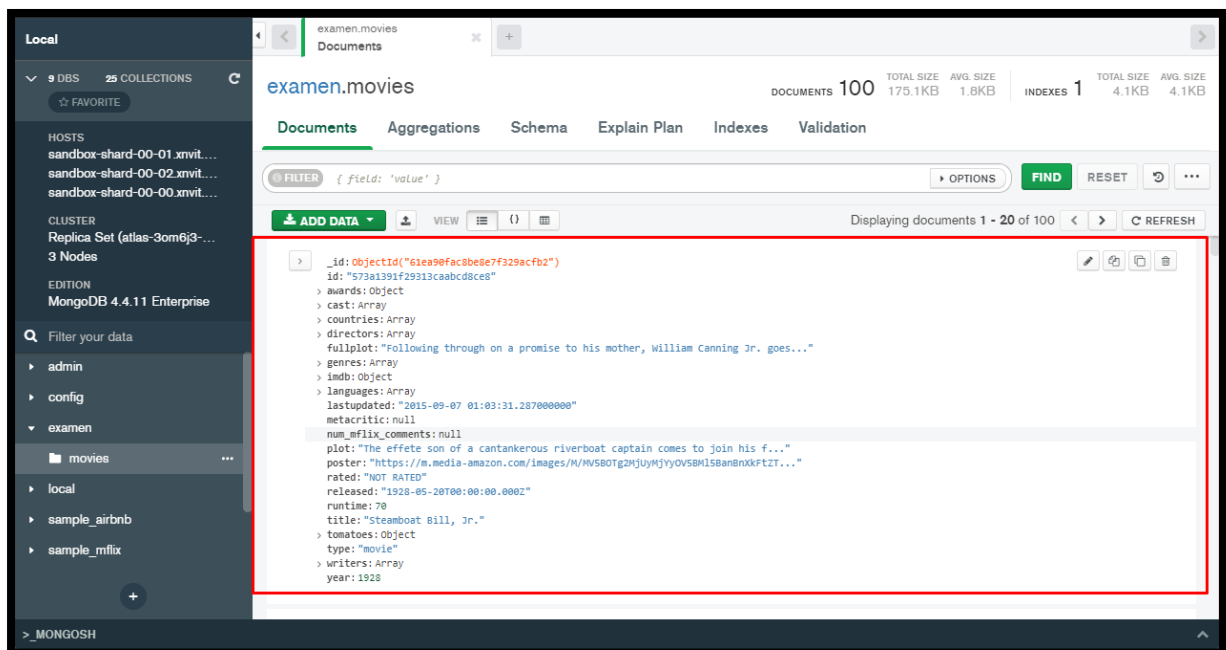 Local
9 DBS 25 COLLECTIONS
☆ FAVORITE
HOSTS
sandbox-shard-00-01.xnvit....
sandbox-shard-00-02.xnvit....
sandbox-shard-00-00.xnvit....
CLUSTER
Replica Set (atlas-3om6j3-...
3 Nodes
EDITION
MongoDB 4.4.11 Enterprise
Filter your data
admin
config
examen
movies
...
local
sample_airbnb
sample_mflix
+
examen.movies
Documents
+
examen.movies
DOCUMENTS 100 TOTAL SIZE 175.1KB AVG. SIZE 1.8KB INDEXES 1 TOTAL SIZE 4.1KB AVG. SIZE 4.1KB
Documents Aggregations Schema Explain Plan Indexes Validation
FILTER { field: 'value' } OPTIONS FIND RESET ...
ADD DATA VIEW {} Displaying documents 1 - 20 of 100 < > REFRESH
_id: ObjectId("61ea90fac8be8e7f329acfb2")
id: "573a1391f29313caabcd8ce8"
> awards: Object
> cast: Array
> countries: Array
> directors: Array
fullplot: "Following through on a promise to his mother, William Canning Jr. goes..."
> genres: Array
> imdb: Object
> languages: Array
lastupdated: "2015-09-07 01:03:31.287000000"
metacritic: null
num_mflix_comments: null
plot: "The effete son of a cantankerous riverboat captain comes to join his f..."
poster: "https://m.media-amazon.com/images/M/MV5BOTg2MjUyMjYyOV5BMl5BanBnXkFtZT..."
rated: "NOT RATED"
released: "1928-05-20T00:00:00.000Z"
runtime: 70
title: "Steamboat Bill, Jr."
> tomatoes: Object
type: "movie"
> writers: Array
year: 1928
>_MONGOSH